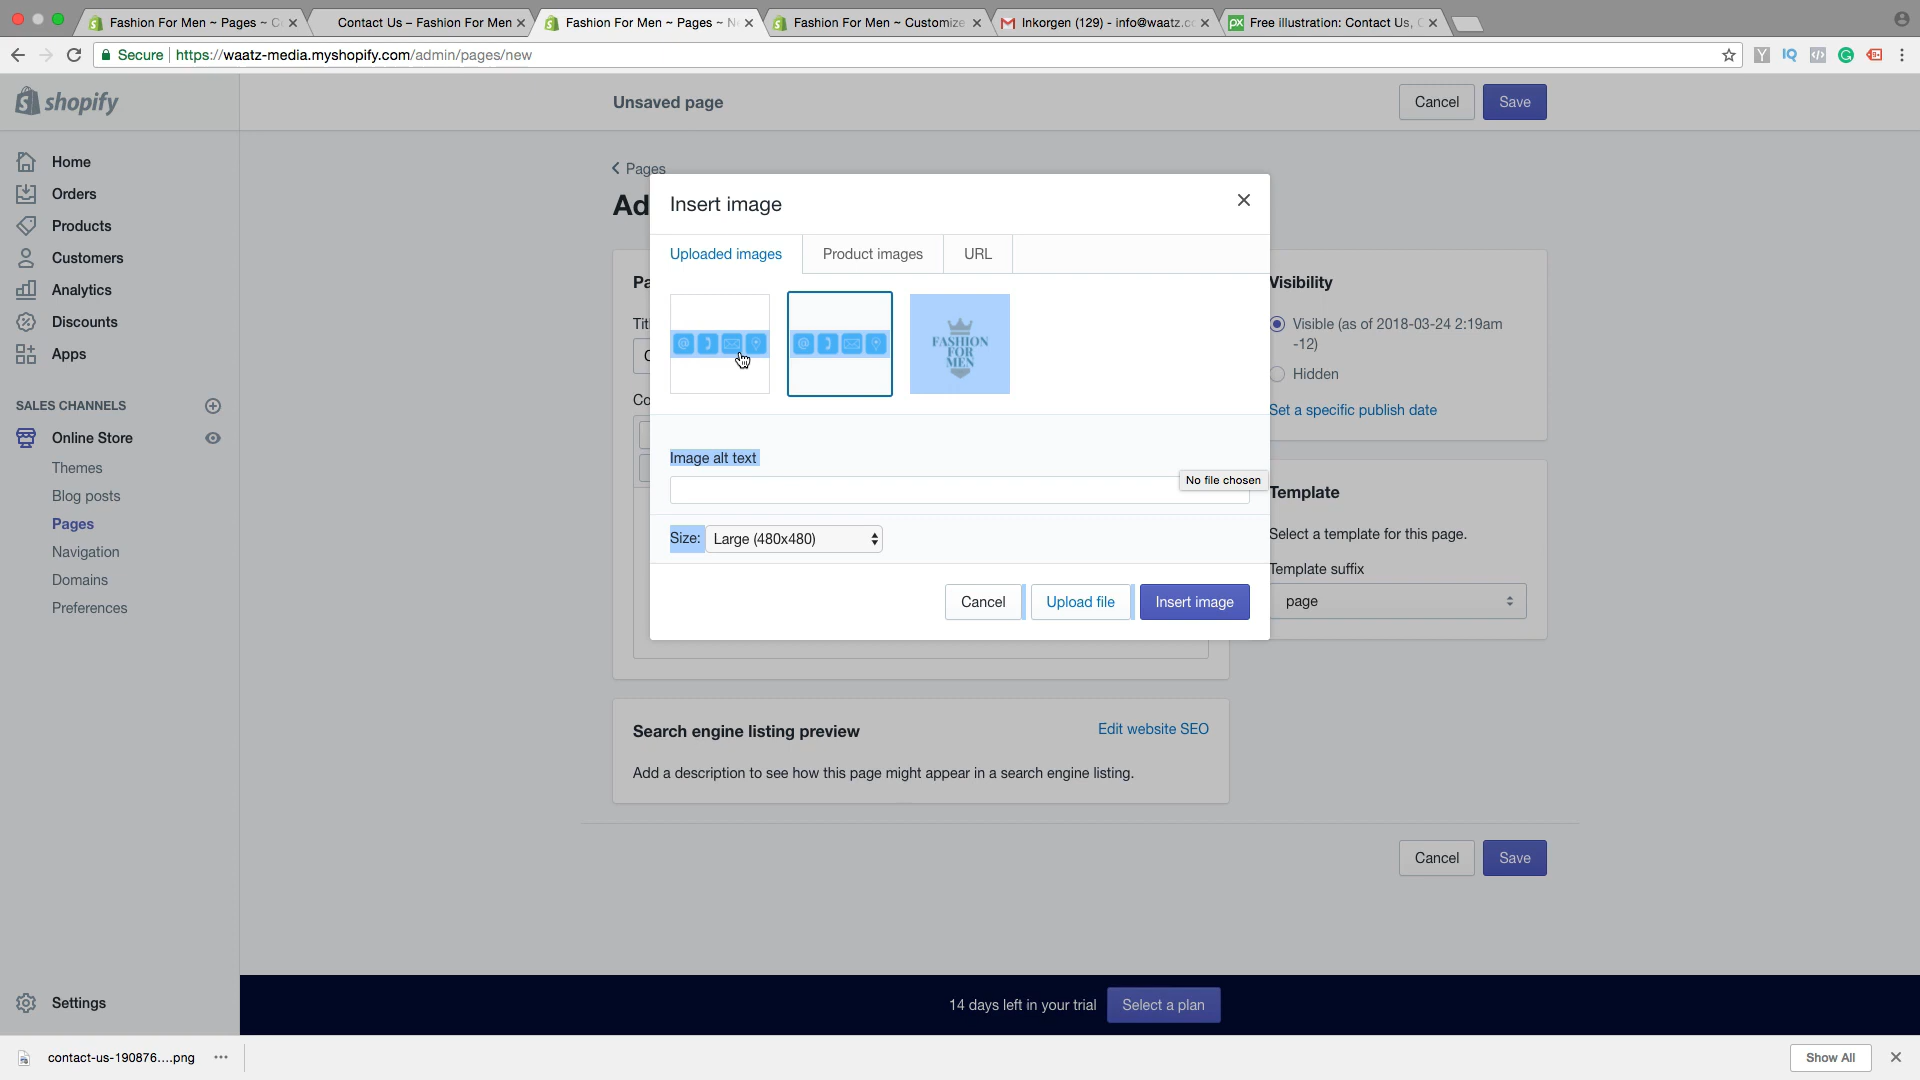 Fashion For Men ~ Pages ~ C
Contact Us – Fashion For Men
Fashion For Men ~ Pages ~ N
Fashion For Men ~ Customize
Inkorgen (129) - info@waatz.c
Free illustration: Contact Us, C
Secure
https://waatz-media.myshopify.com/admin/pages/new
shopify
Unsaved page
Cancel
Save
Home
Orders
Products
Customers
Analytics
Discounts
Apps
SALES CHANNELS
Online Store
Themes
Blog posts
Pages
Navigation
Domains
Preferences
Settings
Pages
Ad
Insert image
Uploaded images
Product images
URL
FASHION
FOR
MEN
Image alt text
No file chosen
Size: Large (480x480)
Cancel
Upload file
Insert image
Visibility
Visible (as of 2018-03-24 2:19am
-12)
Hidden
Set a specific publish date
Template
Select a template for this page.
Template suffix
page
Search engine listing preview
Edit website SEO
Add a description to see how this page might appear in a search engine listing.
Cancel
Save
14 days left in your trial
Select a plan
contact-us-190876....png
Show All